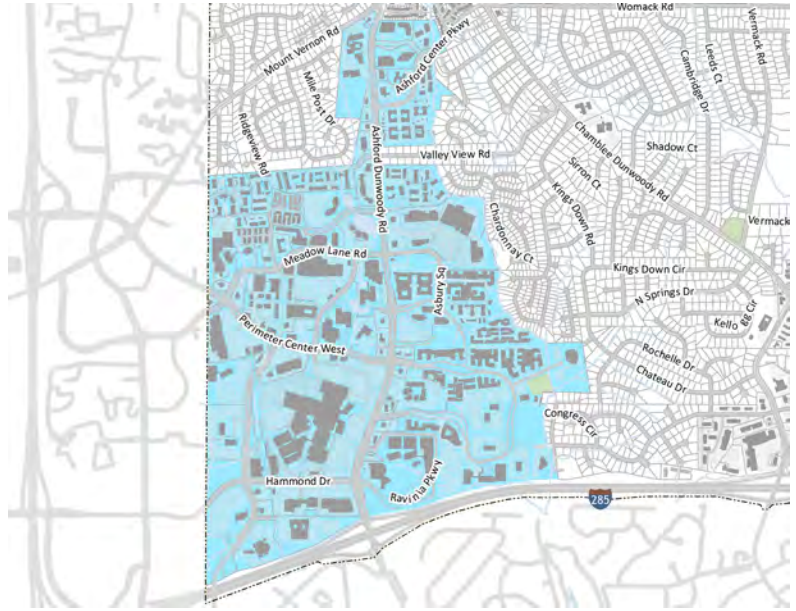 Womack Rd
Mount Vernon Rd
Ashford Center Pkwy
Leeds Ct
Vermack Rd
Cambridge Dr
Mile Post Dr
Ridgeview Rd
Ashford Dunwoody Rd
Chamblee Dunwoody Rd
Shadow Ct
Valley View Rd
Sirron Ct
Kings Down Rd
Chardonnay Ct
Vermack
Meadow Lane Rd
Asbury Sq
Kings Down Cir
N Springs Dr
Kello
gg Cir
Perimeter Center West
Rochelle Dr
Chateau Dr
Congress Cir
Hammond Dr
Ravinia Pkwy
285